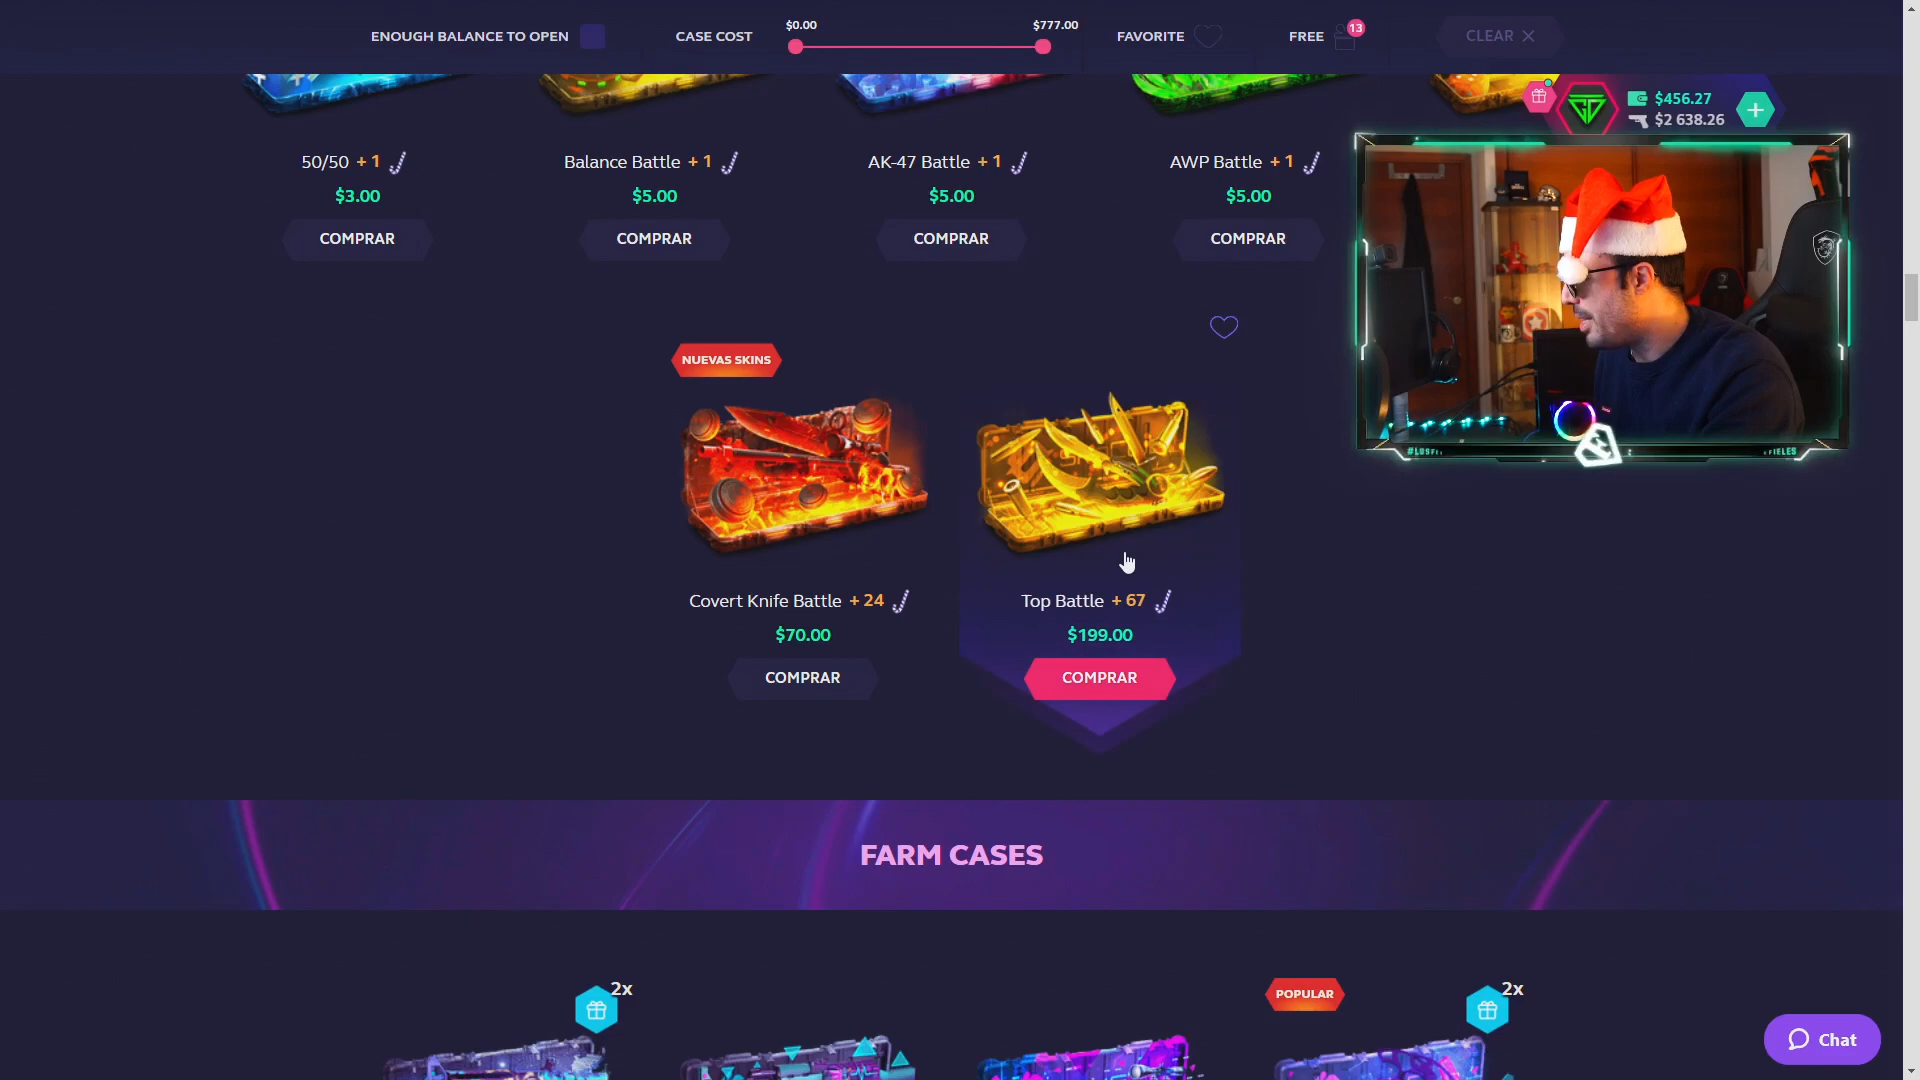 ENOUGH BALANCE TO OPEN
CASE COST
$0.00
$777.00
FAVORITE
FREE
13
CLEAR
$456.27
$2 638.26
50/50 + 1
$3.00
COMPRAR
Balance Battle + 1
$5.00
COMPRAR
AK-47 Battle + 1
$5.00
COMPRAR
AWP Battle + 1
$5.00
COMPRAR
NUEVAS SKINS
Covert Knife Battle + 24
$70.00
COMPRAR
Top Battle + 67
$199.00
COMPRAR
FARM CASES
2x
POPULAR
2x
Chat